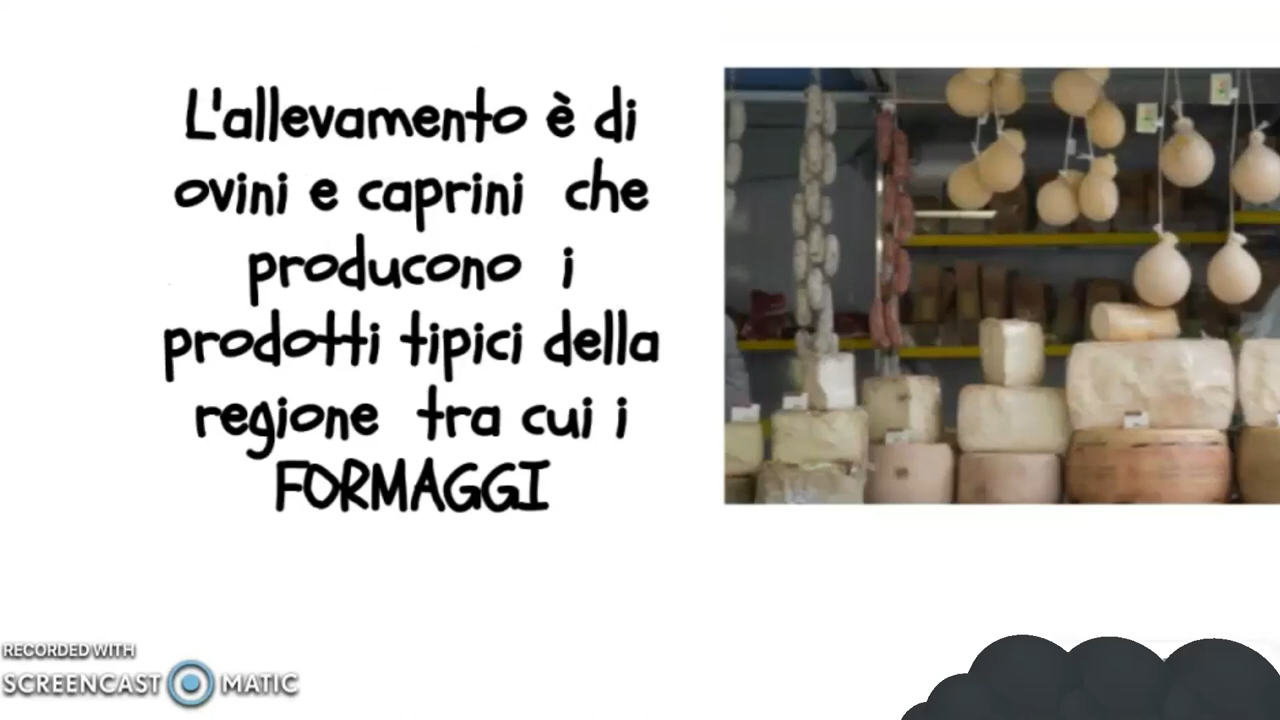 L'allevamento è di
ovini e caprini che
producono i
prodotti tipici della
regione tra cui i
FORMAGGI
RECORDED WITH
SCREENCAST MATIC